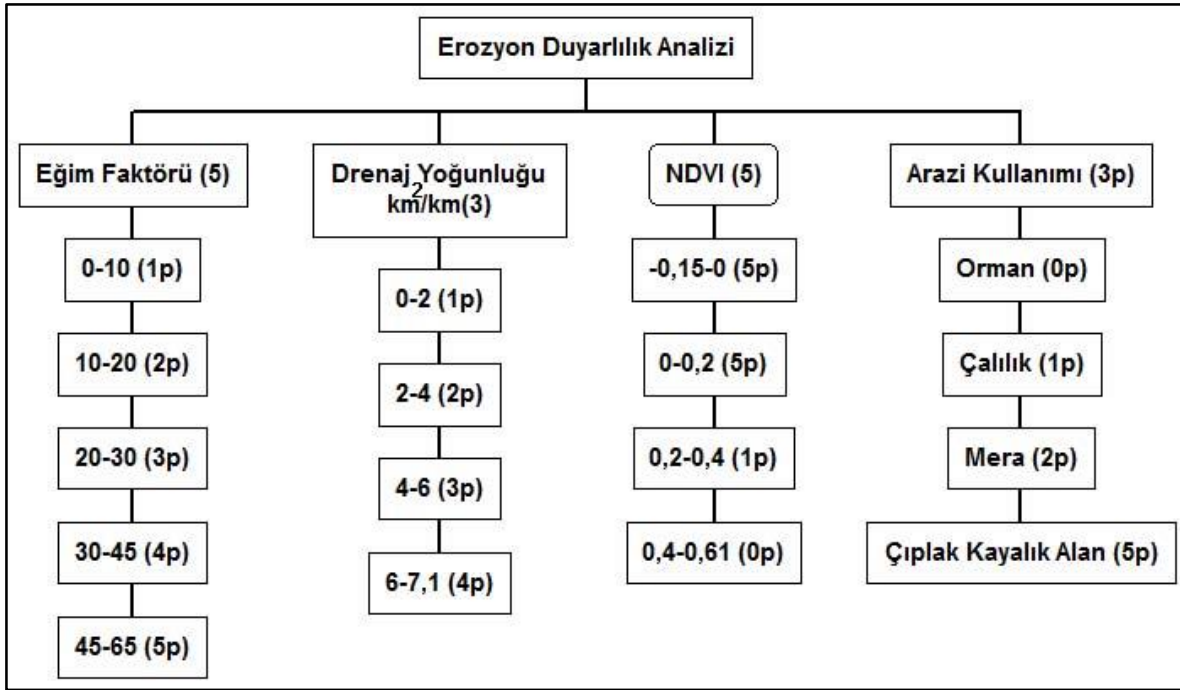 Erozyon Duyarlılık Analizi
Eğim Faktörü (5)
0-10 (1p)
10-20 (2p)
20-30 (3p)
30-45 (4p)
45-65 (5p)
Drenaj Yoğunluğu
km²/km(3)
0-2 (1p)
2-4 (2p)
4-6 (3p)
6-7,1 (4p)
NDVI (5)
-0,15-0 (5p)
0-0,2 (5p)
0,2-0,4 (1p)
0,4-0,61 (0p)
Arazi Kullanımı (3p)
Orman (0p)
Çalılık (1p)
Mera (2p)
Çıplak Kayalık Alan (5p)